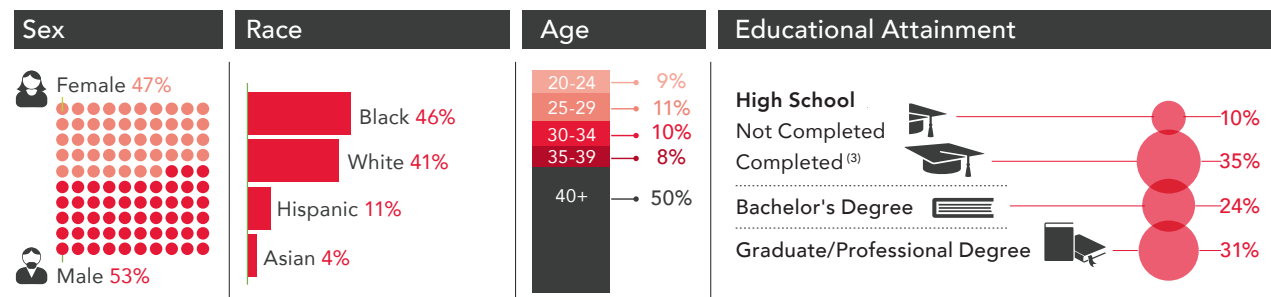 Sex
Female 47%
Male 53%
Race
Black 46%
White 41%
Hispanic 11%
Asian 4%
Age
20-24 9%
25-29 11%
30-34 10%
35-39 8%
40+ 50%
Educational Attainment
High School
Not Completed 10%
Completed (3) 35%
Bachelor's Degree 24%
Graduate/Professional Degree 31%